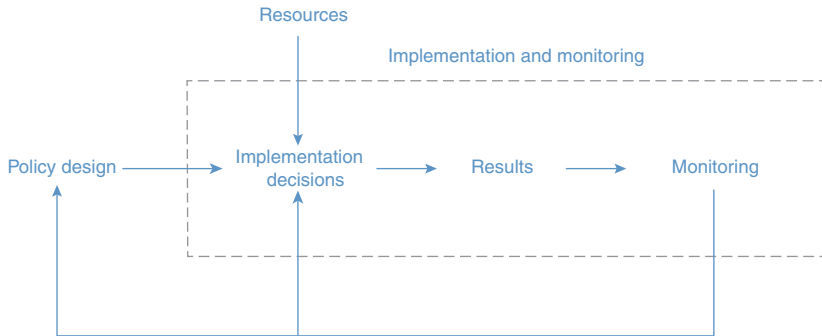 Resources
Implementation and monitoring
Policy design
Implementation
decisions
Results
Monitoring